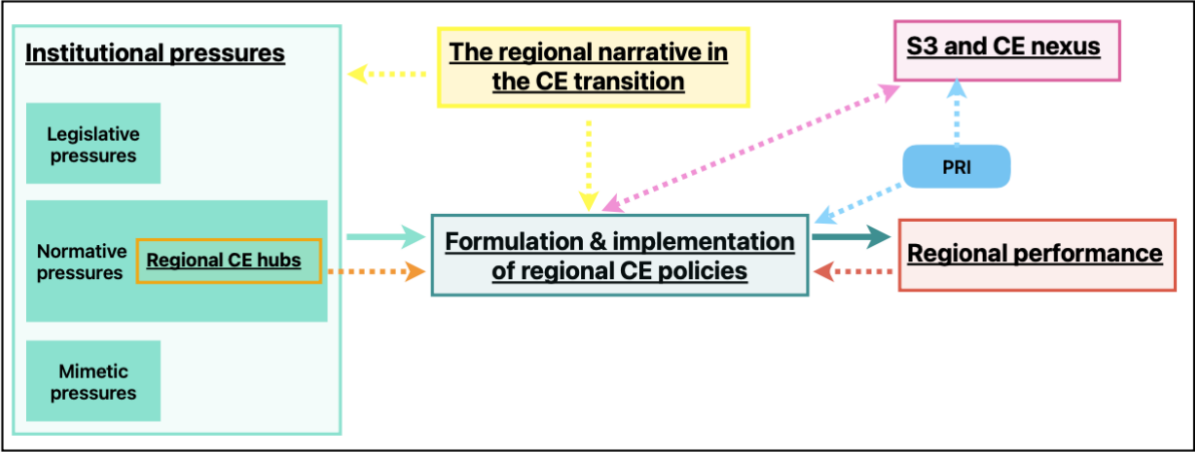 Institutional pressures
Legislative
pressures
Normative
pressures
Regional CE hubs
Mimetic
pressures
The regional narrative in
the CE transition
Formulation & implementation
of regional CE policies
S3 and CE nexus
PRI
Regional performance